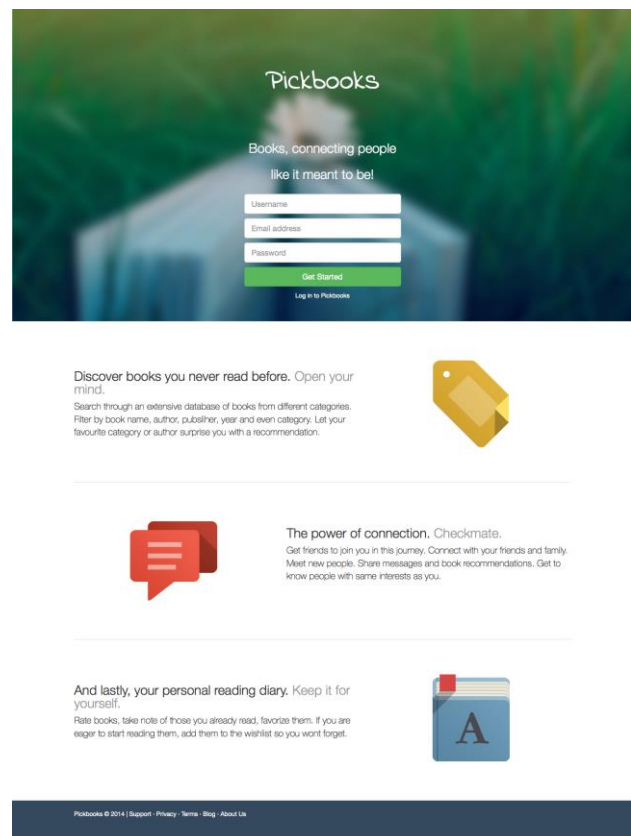 Pickbooks
Books, connecting people
like it meant to be!
Username
Email address
Password
Get Started
Log in to Pickbooks
Discover books you never read before. Open your
mind.
Search through an extensive database of books from different categories.
Filter by book name, author, pubsliher, year and even category. Let your
favourite category or author surprise you with a recommendation.
The power of connection. Checkmate.
Get friends to join you in this journey. Connect with your friends and family.
Meet new people. Share messages and book recommendations. Get to
know people with same interests as you.
And lastly, your personal reading diary. Keep it for
yourself.
Rate books, take note of those you already read, favorize them. If you are
eager to start reading them, add them to the wishlist so you wont forget.
A
Pickbooks © 2014 | Support · Privacy · Terms · Blog · About Us